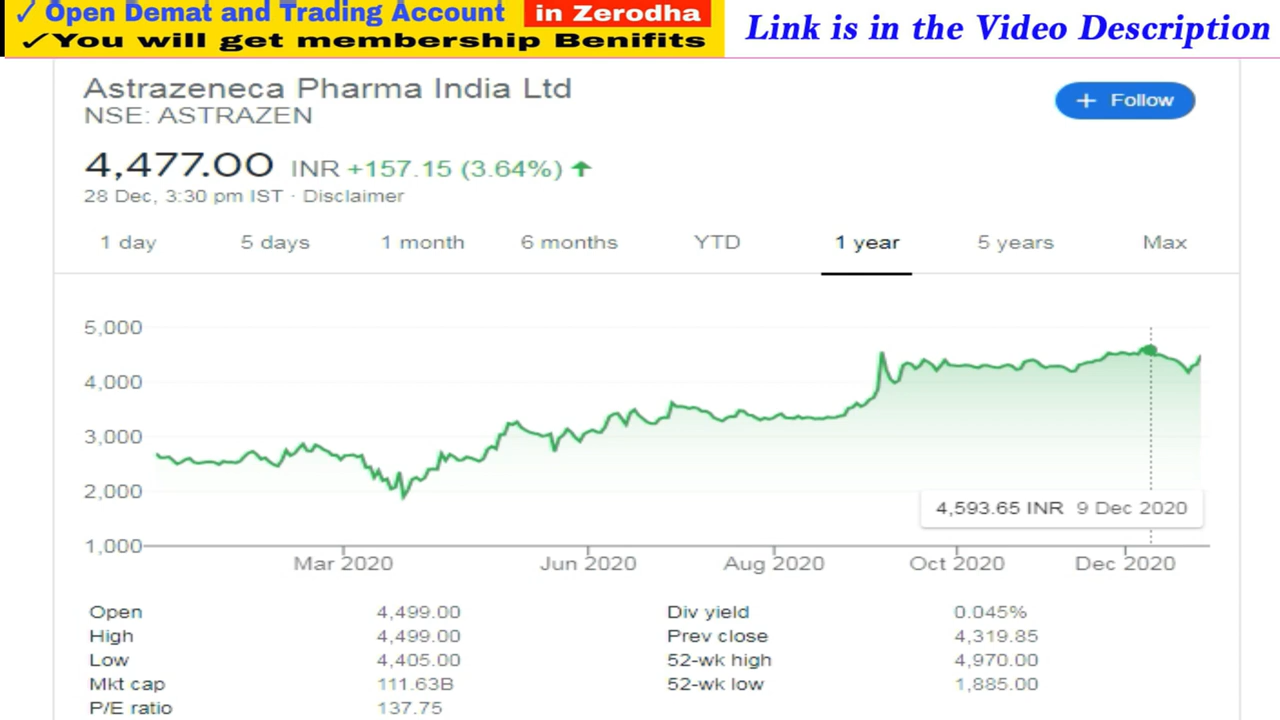 ✓ Open Demat and Trading Account in Zerodha
✓You will get membership Benifits
Link is in the Video Description
Astrazeneca Pharma India Ltd
NSE: ASTRAZEN
+ Follow
4,477.00 INR +157.15 (3.64%) ↑
28 Dec, 3:30 pm IST · Disclaimer
1 day 5 days 1 month 6 months YTD 1 year 5 years Max
5,000
4,000
3,000
2,000
1,000
4,593.65 INR 9 Dec 2020
Mar 2020 Jun 2020 Aug 2020 Oct 2020 Dec 2020
Open 4,499.00 Div yield 0.045%
High 4,499.00 Prev close 4,319.85
Low 4,405.00 52-wk high 4,970.00
Mkt cap 111.63B 52-wk low 1,885.00
P/E ratio 137.75